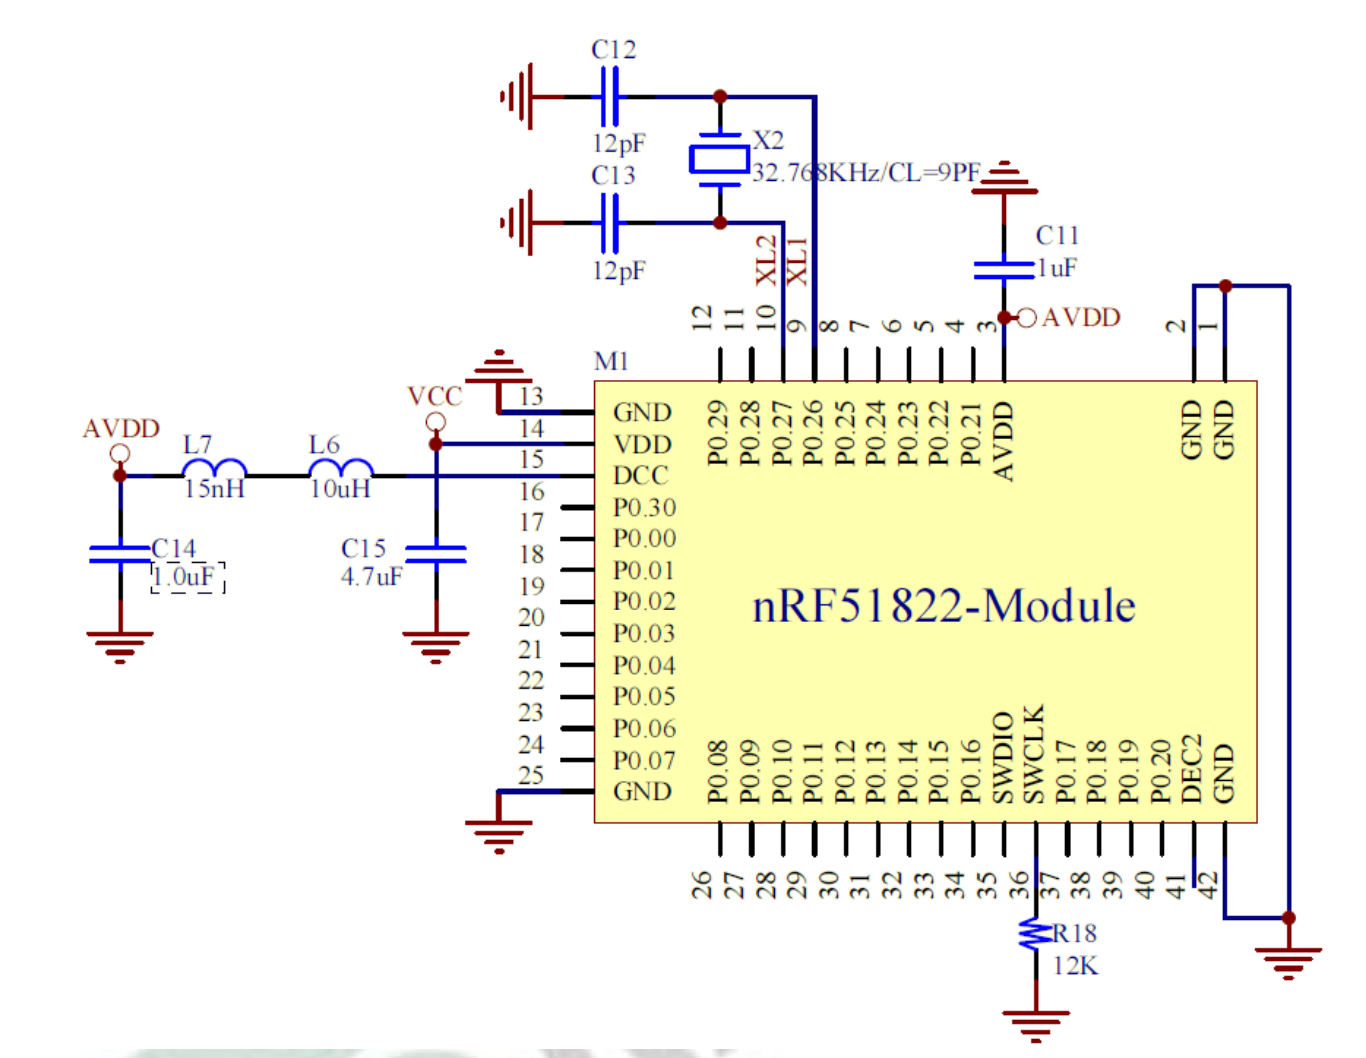 C12
12pF
X2
32.768KHz/CL=9PF
C13
12pF
XL2
XL1
C11
1uF
AVDD
12
11
10
9
8
7
6
5
4
3
2
1
M1
P0.29
P0.28
P0.27
P0.26
P0.25
P0.24
P0.23
P0.22
P0.21
AVDD
GND
GND
VCC
AVDD
L7
15nH
L6
10uH
C14
1.0uF
C15
4.7uF
13 GND
14 VDD
15 DCC
16 P0.30
17 P0.00
18 P0.01
19 P0.02
20 P0.03
21 P0.04
22 P0.05
23 P0.06
24 P0.07
25 GND
nRF51822-Module
P0.08
P0.09
P0.10
P0.11
P0.12
P0.13
P0.14
P0.15
P0.16
SWDIO
SWCLK
P0.17
P0.18
P0.19
P0.20
DEC2
GND
26
27
28
29
30
31
32
33
34
35
36
37
38
39
40
41
42
R18
12K